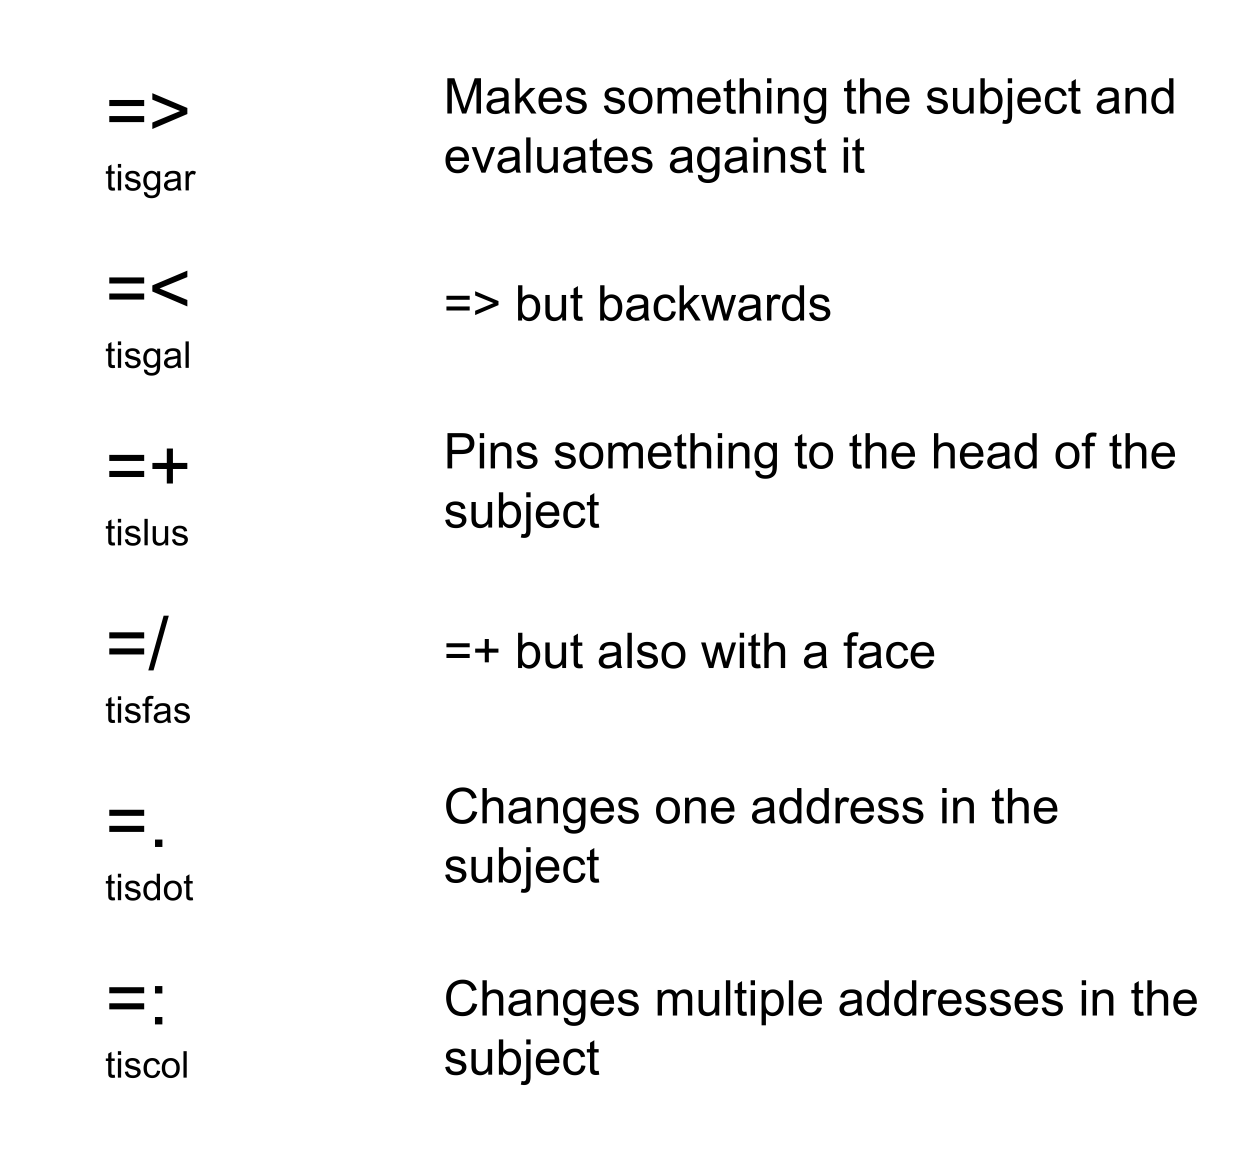 =>
tisgar
Makes something the subject and
evaluates against it
=<
tisgal
=> but backwards
=+
tislus
Pins something to the head of the
subject
=/
tisfas
=+ but also with a face
=.
tisdot
Changes one address in the
subject
=:
tiscol
Changes multiple addresses in the
subject